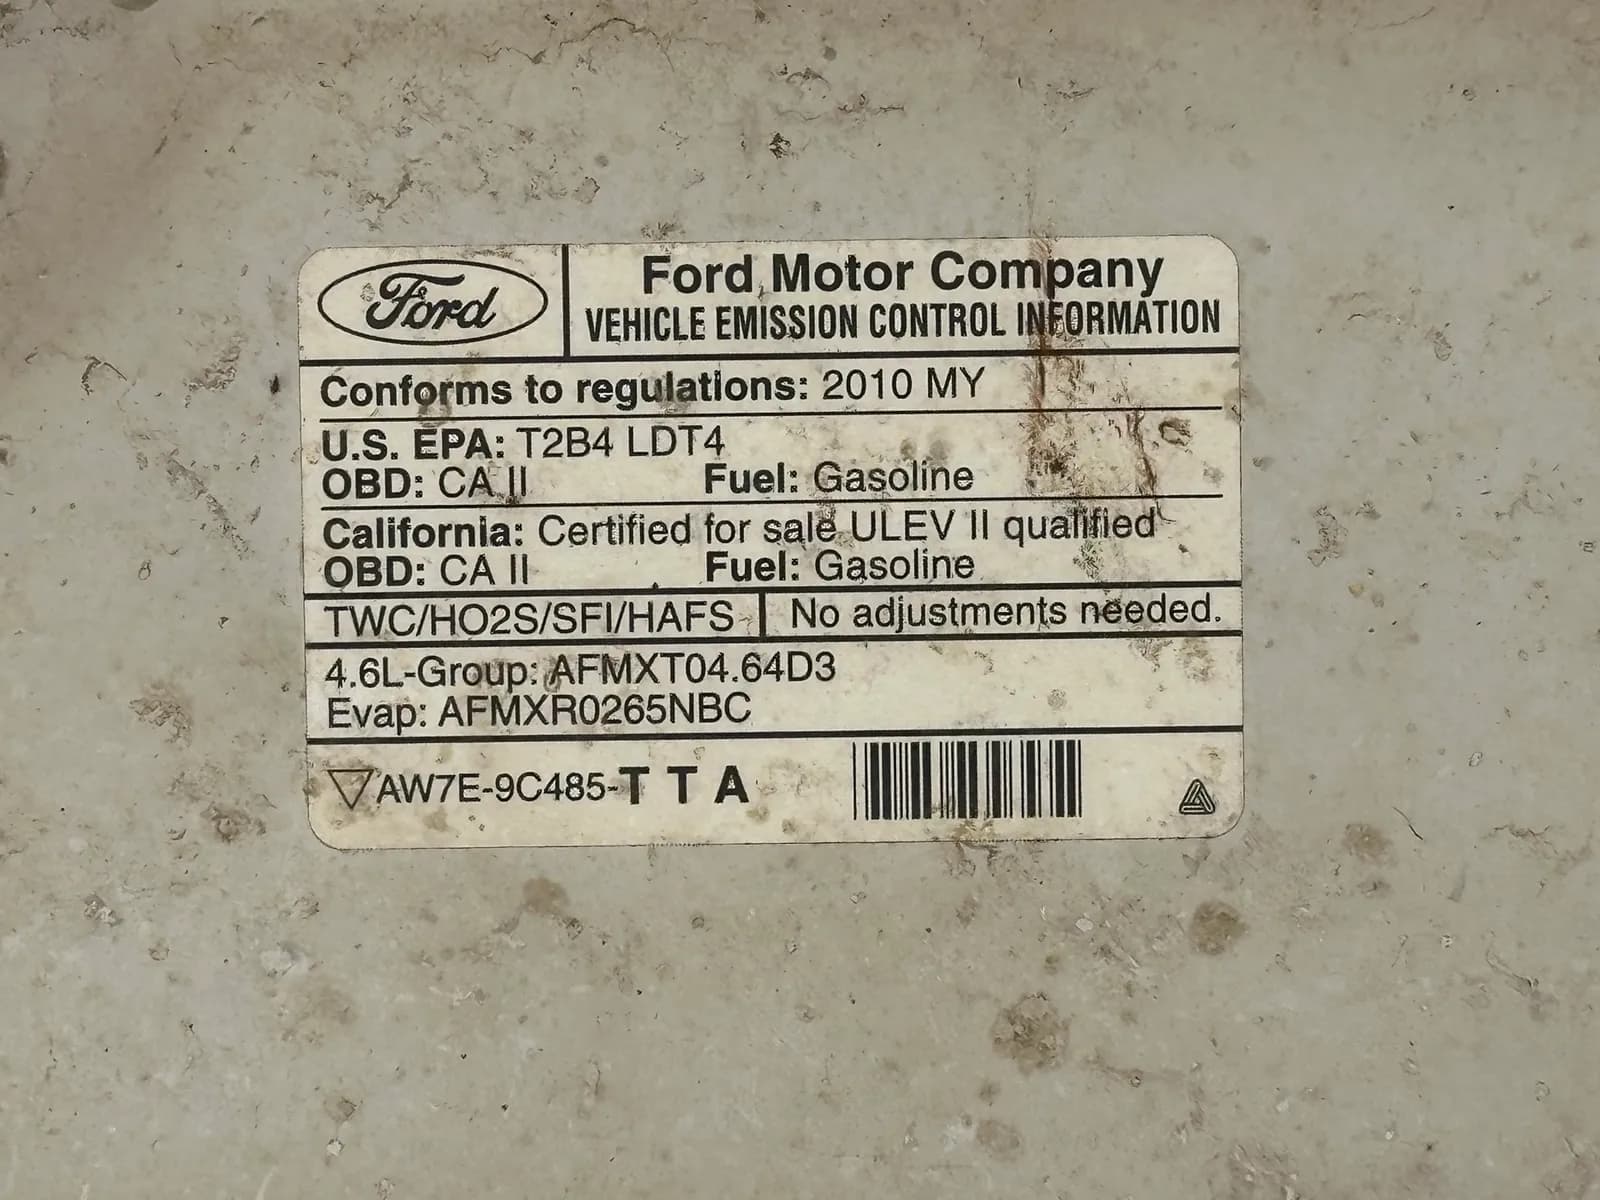 Ford
Ford Motor Company
VEHICLE EMISSION CONTROL INFORMATION
Conforms to regulations: 2010 MY
U.S. EPA: T2B4 LDT4
OBD: CA II Fuel: Gasoline
California: Certified for sale ULEV II qualified
OBD: CA II Fuel: Gasoline
TWC/HO2S/SFI/HAFS No adjustments needed.
4.6L-Group: AFMXT04.64D3
Evap: AFMXR0265NBC
AW7E-9C485-T T A